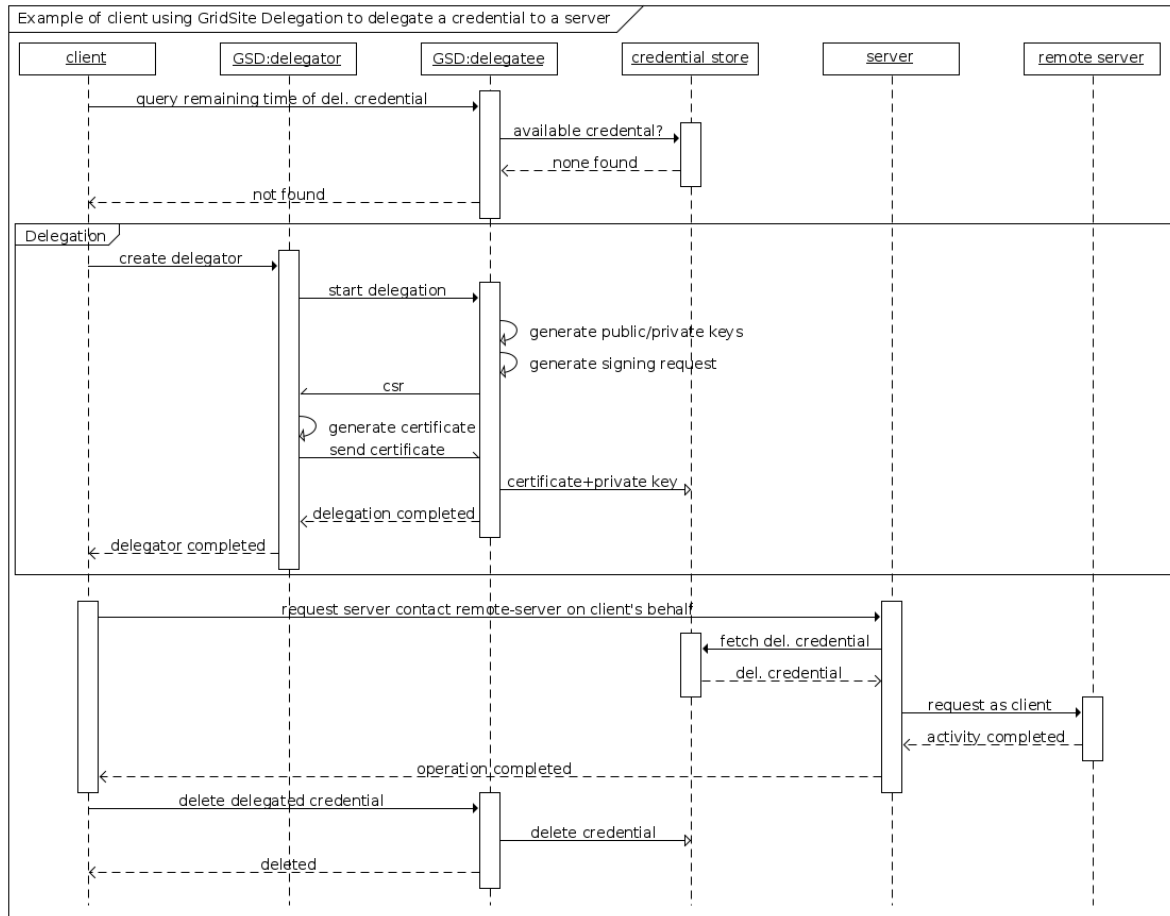 Example of client using GridSite Delegation to delegate a credential to a server
client
GSD:delegator
GSD:delegatee
credential store
server
remote server
query remaining time of del. credential
available credental?
none found
not found
Delegation
create delegator
start delegation
generate public/private keys
generate signing request
csr
generate certificate
send certificate
certificate+private key
delegation completed
delegator completed
request server contact remote-server on client's behalf
fetch del. credential
del. credential
request as client
activity completed
operation completed
delete delegated credential
delete credential
deleted